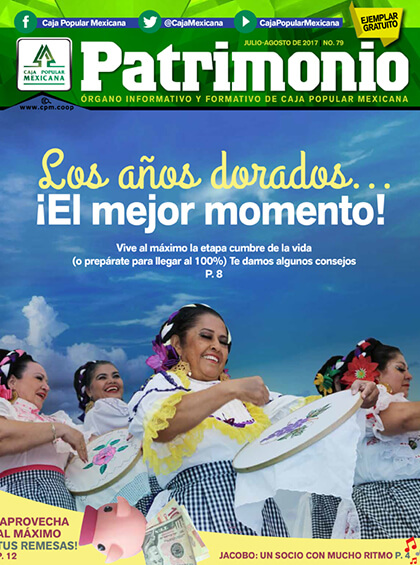 Caja Popular Mexicana
@CajaMexicana
CajaPopularMexicana
EJEMPLAR
GRATUITO
JULIO-AGOSTO DE 2017 NO. 79
CAJA POPULAR
MEXICANA
Patrimonio
ÓRGANO INFORMATIVO Y FORMATIVO DE CAJA POPULAR MEXICANA
www.cpm.coop
Los años dorados...
¡El mejor momento!
Vive al máximo la etapa cumbre de la vida
(o prepárate para llegar al 100%) Te damos algunos consejos
P. 8
APROVECHA
AL MÁXIMO
TUS REMESAS!
P. 12
JACOBO: UN SOCIO CON MUCHO RITMO P. 4